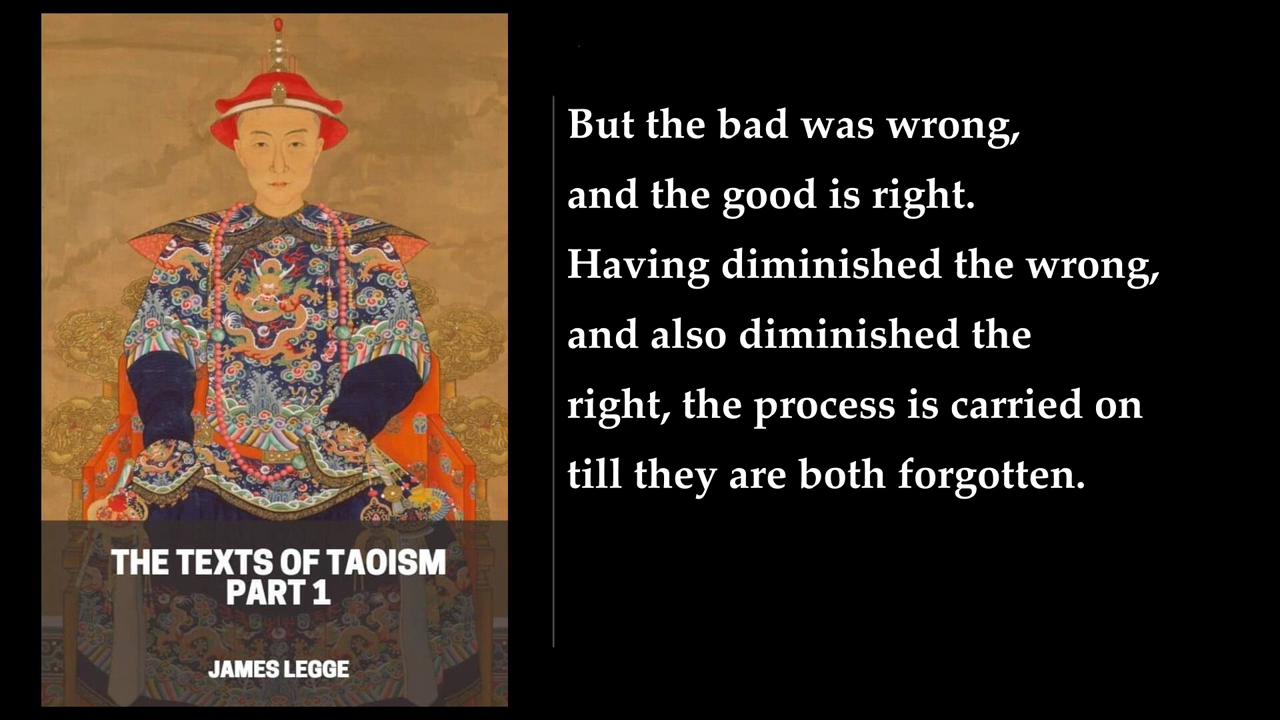 THE TEXTS OF TAOISM
PART 1
JAMES LEGGE
But the bad was wrong,
and the good is right.
Having diminished the wrong,
and also diminished the
right, the process is carried on
till they are both forgotten.